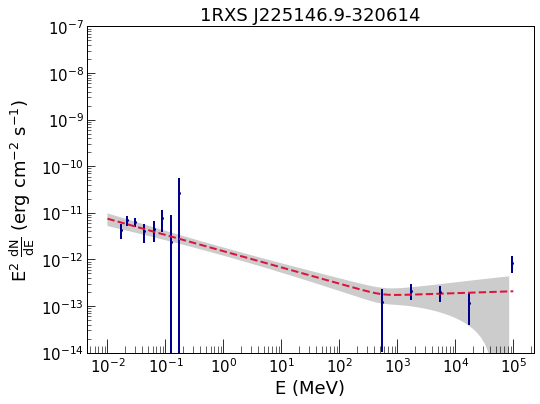 1RXS J225146.9-320614
10⁻⁷
10⁻⁸
10⁻⁹
10⁻¹⁰
10⁻¹¹
10⁻¹²
10⁻¹³
10⁻¹⁴
E² dN/dE (erg cm⁻² s⁻¹)
10⁻² 10⁻¹ 10⁰ 10¹ 10² 10³ 10⁴ 10⁵
E (MeV)